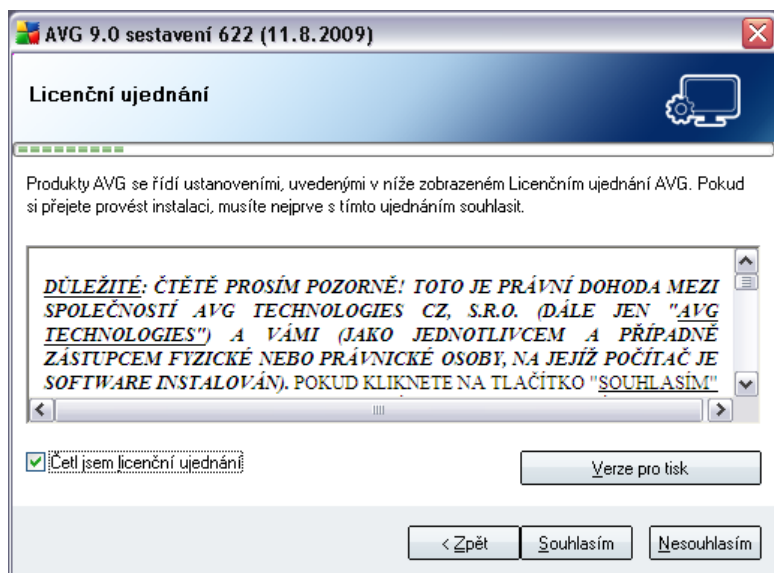 AVG 9.0 sestavení 622 (11.8.2009)
Licenční ujednání
Produkty AVG se řídí ustanoveními, uvedenými v níže zobrazeném Licenčním ujednání AVG. Pokud
si přejete provést instalaci, musíte nejprve s tímto ujednáním souhlasit.
DŮLEŽITÉ: ČTĚTĚ PROSÍM POZORNĚ! TOTO JE PRÁVNÍ DOHODA MEZI
SPOLEČNOSTÍ AVG TECHNOLOGIES CZ, S.R.O. (DÁLE JEN "AVG
TECHNOLOGIES") A VÁMI (JAKO JEDNOTLIVCEM A PŘÍPADNĚ
ZÁSTUPCEM FYZICKÉ NEBO PRÁVNICKÉ OSOBY, NA JEJÍŽ POČÍTAČ JE
SOFTWARE INSTALOVÁN). POKUD KLIKNETE NA TLAČÍTKO "SOUHLASÍM"
Četl jsem licenční ujednání
Verze pro tisk
< Zpět
Souhlasím
Nesouhlasím